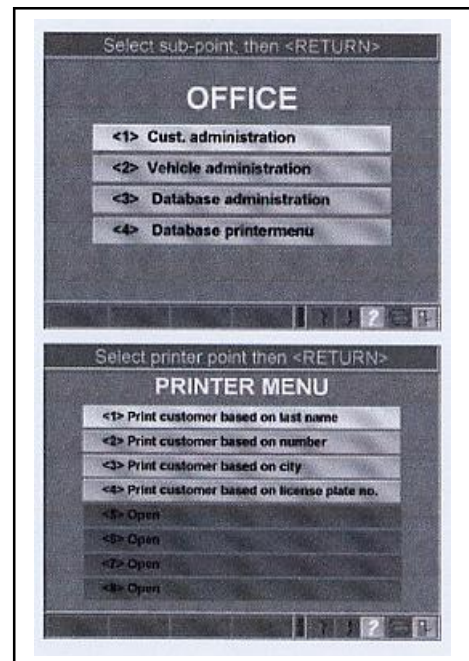 Select sub-point, then <RETURN>
OFFICE
<1> Cust. administration
<2> Vehicle administration
<3> Database administration
<4> Database printermenu
?
Select printer point then <RETURN>
PRINTER MENU
<1> Print customer based on last name
<2> Print customer based on number
<3> Print customer based on city
<4> Print customer based on license plate no.
<5> Open
<6> Open
<7> Open
<8> Open
?